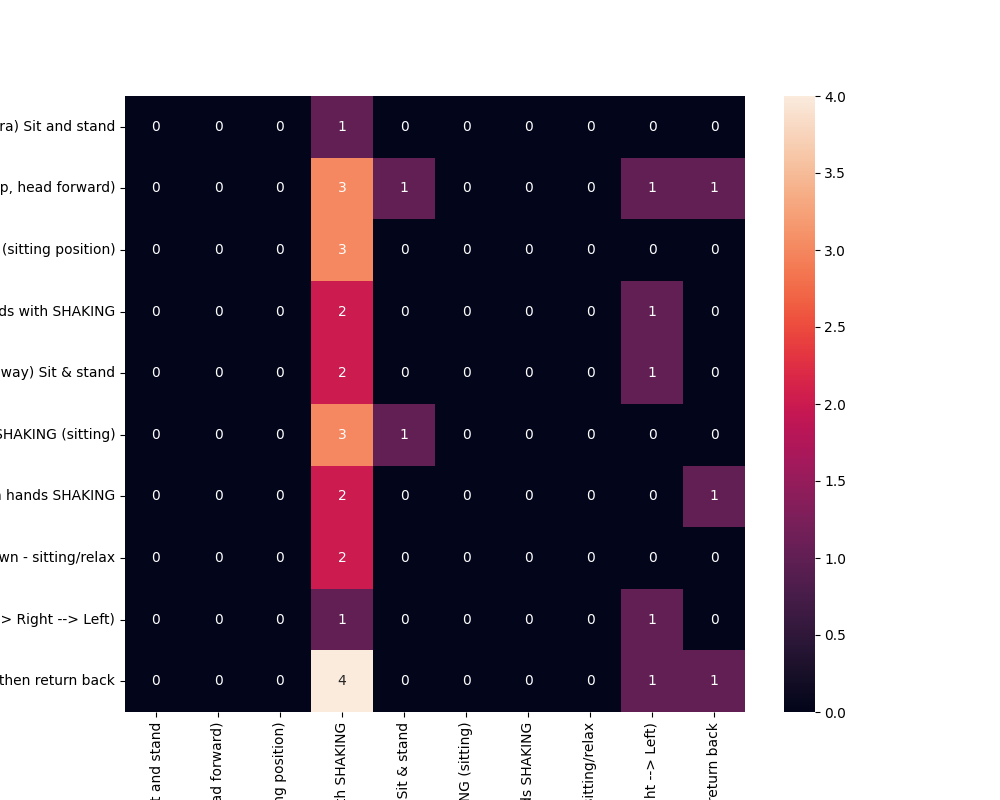 ra) Sit and stand 0 0 0 1 0 0 0 0 0 0
p, head forward) 0 0 0 3 1 0 0 0 1 1
(sitting position) 0 0 0 3 0 0 0 0 0 0
ds with SHAKING 0 0 0 2 0 0 0 0 1 0
way) Sit & stand 0 0 0 2 0 0 0 0 1 0
SHAKING (sitting) 0 0 0 3 1 0 0 0 0 0
hands SHAKING 0 0 0 2 0 0 0 0 0 1
wn - sitting/relax 0 0 0 2 0 0 0 0 0 0
> Right --> Left) 0 0 0 1 0 0 0 0 1 0
then return back 0 0 0 4 0 0 0 0 1 1
t and stand
ad forward)
ng position)
th SHAKING
Sit & stand
NG (sitting)
ds SHAKING
sitting/relax
ht --> Left)
return back
4.0
3.5
3.0
2.5
2.0
1.5
1.0
0.5
0.0